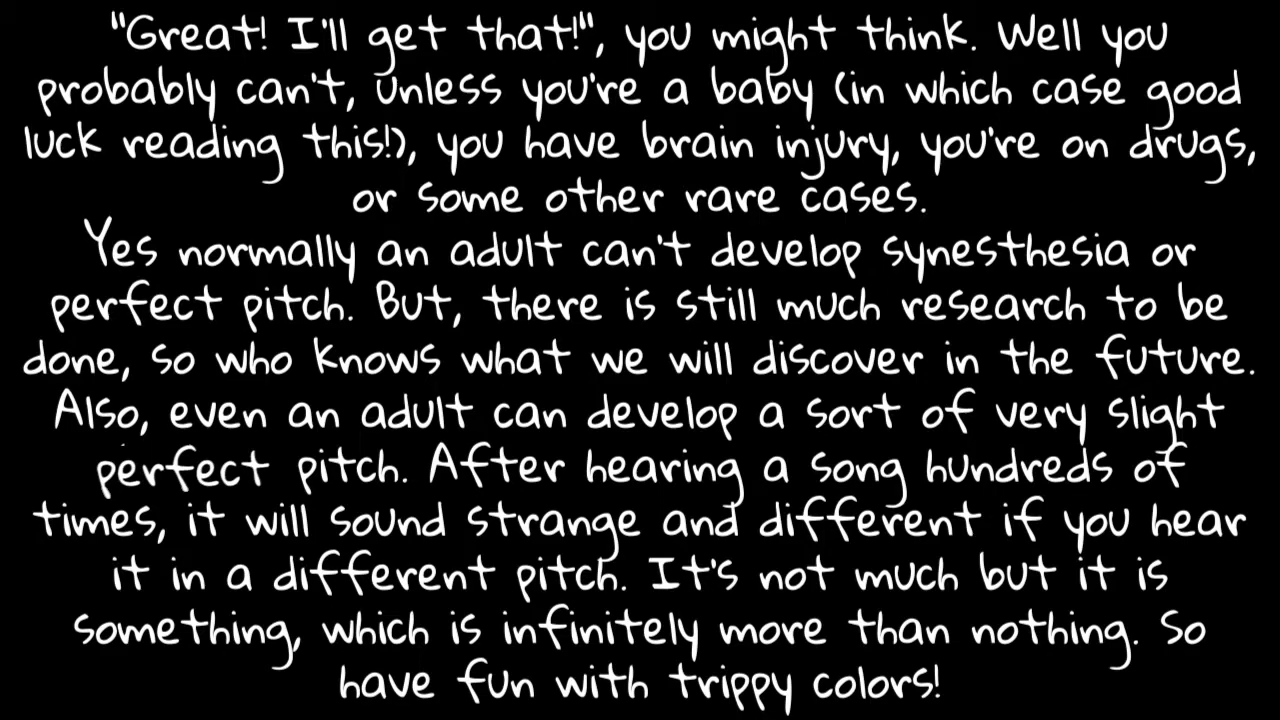 "Great! I'll get that!", you might think. Well you
probably can't, unless you're a baby (in which case good
luck reading this!), you have brain injury, you're on drugs,
or some other rare cases.
Yes normally an adult can't develop synesthesia or
perfect pitch. But, there is still much research to be
done, so who knows what we will discover in the future.
Also, even an adult can develop a sort of very slight
perfect pitch. After hearing a song hundreds of
times, it will sound strange and different if you hear
it in a different pitch. It's not much but it is
something, which is infinitely more than nothing. So
have fun with trippy colors!